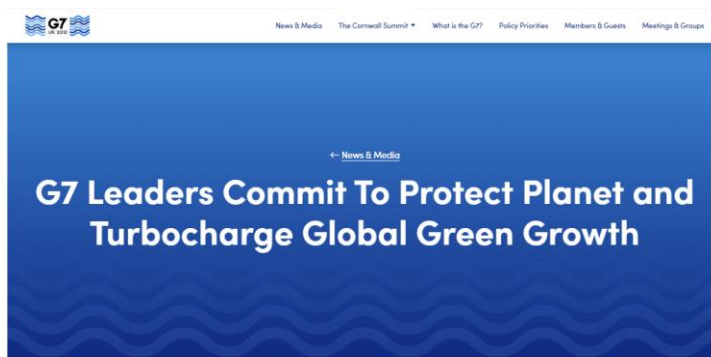 G7
UK 2021
News & Media The Cornwall Summit What is the G7? Policy Priorities Members & Guests Meetings & Groups
← News & Media
G7 Leaders Commit To Protect Planet and
Turbocharge Global Green Growth